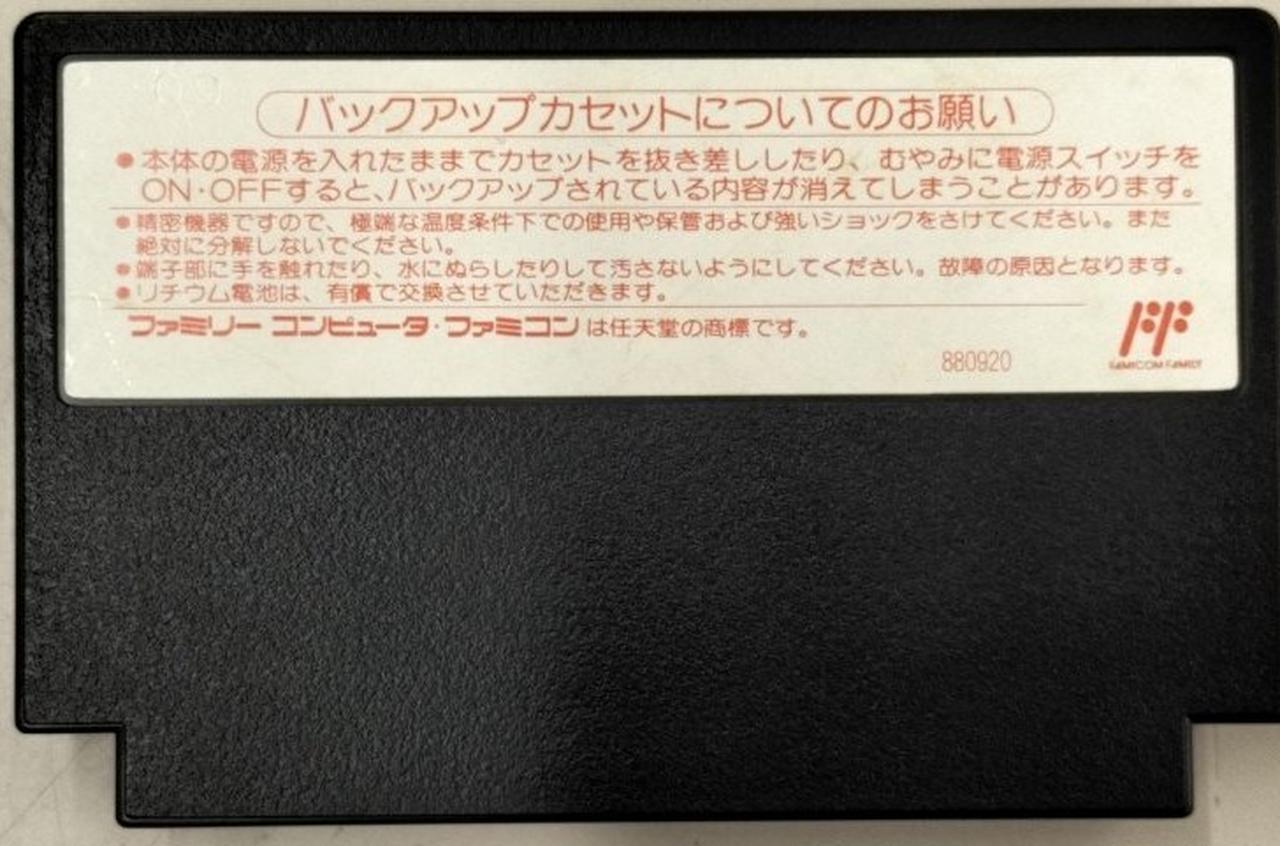 バックアップカセットについてのお願い
●本体の電源を入れたままでカセットを抜き差ししたり、むやみに電源スイッチを
ON・OFFすると、バックアップされている内容が消えてしまうことがあります。
●精密機器ですので、極端な温度条件下での使用や保管および強いショックをさけてください。また
絶対に分解しないでください。
●端子部に手を触れたり、水にぬらしたりして汚さないようにしてください。故障の原因となります。
●リチウム電池は、有償で交換させていただきます。
ファミリー コンピュータ・ファミコン は任天堂の商標です。
880920
FAMICOM FAMILY